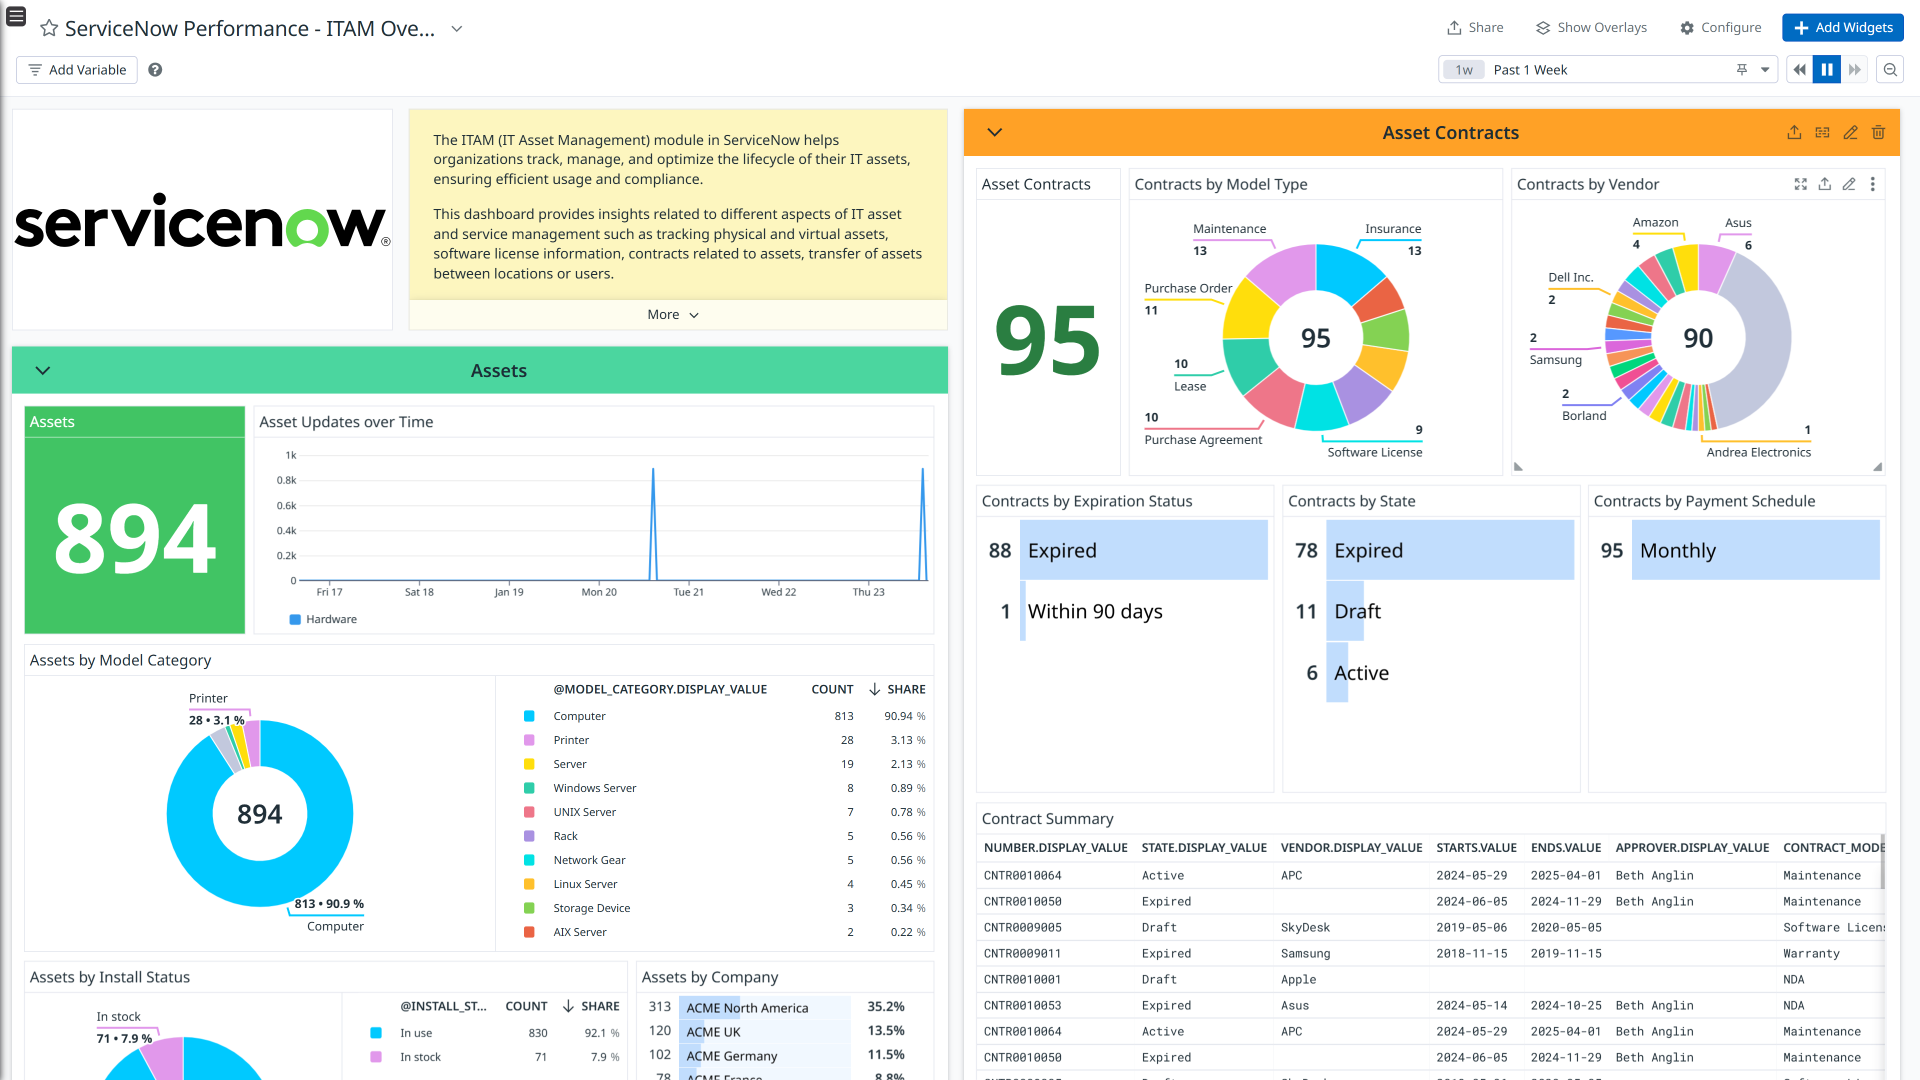 ServiceNow Performance - ITAM Ove...
Share
Show Overlays
Configure
Add Widgets
Add Variable
1w
Past 1 Week
servicenow®
The ITAM (IT Asset Management) module in ServiceNow helps
organizations track, manage, and optimize the lifecycle of their IT assets,
ensuring efficient usage and compliance.
This dashboard provides insights related to different aspects of IT asset
and service management such as tracking physical and virtual assets,
software license information, contracts related to assets, transfer of assets
between locations or users.
More
Assets
Assets
894
Asset Updates over Time
1k
0.8k
0.6k
0.4k
0.2k
0
Fri 17 Sat 18 Jan 19 Mon 20 Tue 21 Wed 22 Thu 23
Hardware
Assets by Model Category
Printer
28 • 3.1 %
894
813 • 90.9 %
Computer
@MODEL_CATEGORY.DISPLAY_VALUE COUNT SHARE
Computer 813 90.94 %
Printer 28 3.13 %
Server 19 2.13 %
Windows Server 8 0.89 %
UNIX Server 7 0.78 %
Rack 5 0.56 %
Network Gear 5 0.56 %
Linux Server 4 0.45 %
Storage Device 3 0.34 %
AIX Server 2 0.22 %
Assets by Install Status
In stock
71 • 7.9 %
@INSTALL_ST... COUNT SHARE
In use 830 92.1 %
In stock 71 7.9 %
Assets by Company
313 ACME North America 35.2%
120 ACME UK 13.5%
102 ACME Germany 11.5%
78 ACME France 8.8%
Asset Contracts
Asset Contracts
95
Contracts by Model Type
Maintenance
13
Insurance
13
Purchase Order
11
95
10
Lease
10
Purchase Agreement
9
Software License
Contracts by Vendor
Amazon
4
Asus
6
Dell Inc.
2
90
2
Samsung
2
Borland
1
Andrea Electronics
Contracts by Expiration Status
88 Expired
1 Within 90 days
Contracts by State
78 Expired
11 Draft
6 Active
Contracts by Payment Schedule
95 Monthly
Contract Summary
NUMBER.DISPLAY_VALUE STATE.DISPLAY_VALUE VENDOR.DISPLAY_VALUE STARTS.VALUE ENDS.VALUE APPROVER.DISPLAY_VALUE CONTRACT_MODE
CNTR0010064 Active APC 2024-05-29 2025-04-01 Beth Anglin Maintenance
CNTR0010050 Expired 2024-06-05 2024-11-29 Beth Anglin Maintenance
CNTR0009005 Draft SkyDesk 2019-05-06 2020-05-05 Software Licens
CNTR0009011 Expired Samsung 2018-11-15 2019-11-15 Warranty
CNTR0010001 Draft Apple NDA
CNTR0010053 Expired Asus 2024-05-14 2024-10-25 Beth Anglin NDA
CNTR0010064 Active APC 2024-05-29 2025-04-01 Beth Anglin Maintenance
CNTR0010050 Expired 2024-06-05 2024-11-29 Beth Anglin Maintenance